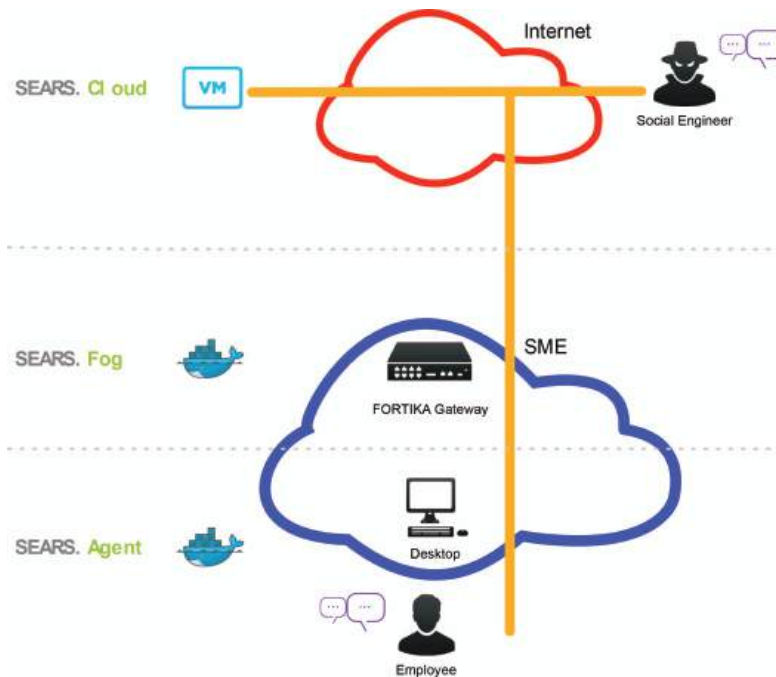 Internet
SEARS. Cl oud
VM
...
...
Social Engineer
SEARS. Fog
SME
FORTIKA Gateway
SEARS. Agent
Desktop
...
...
Employee